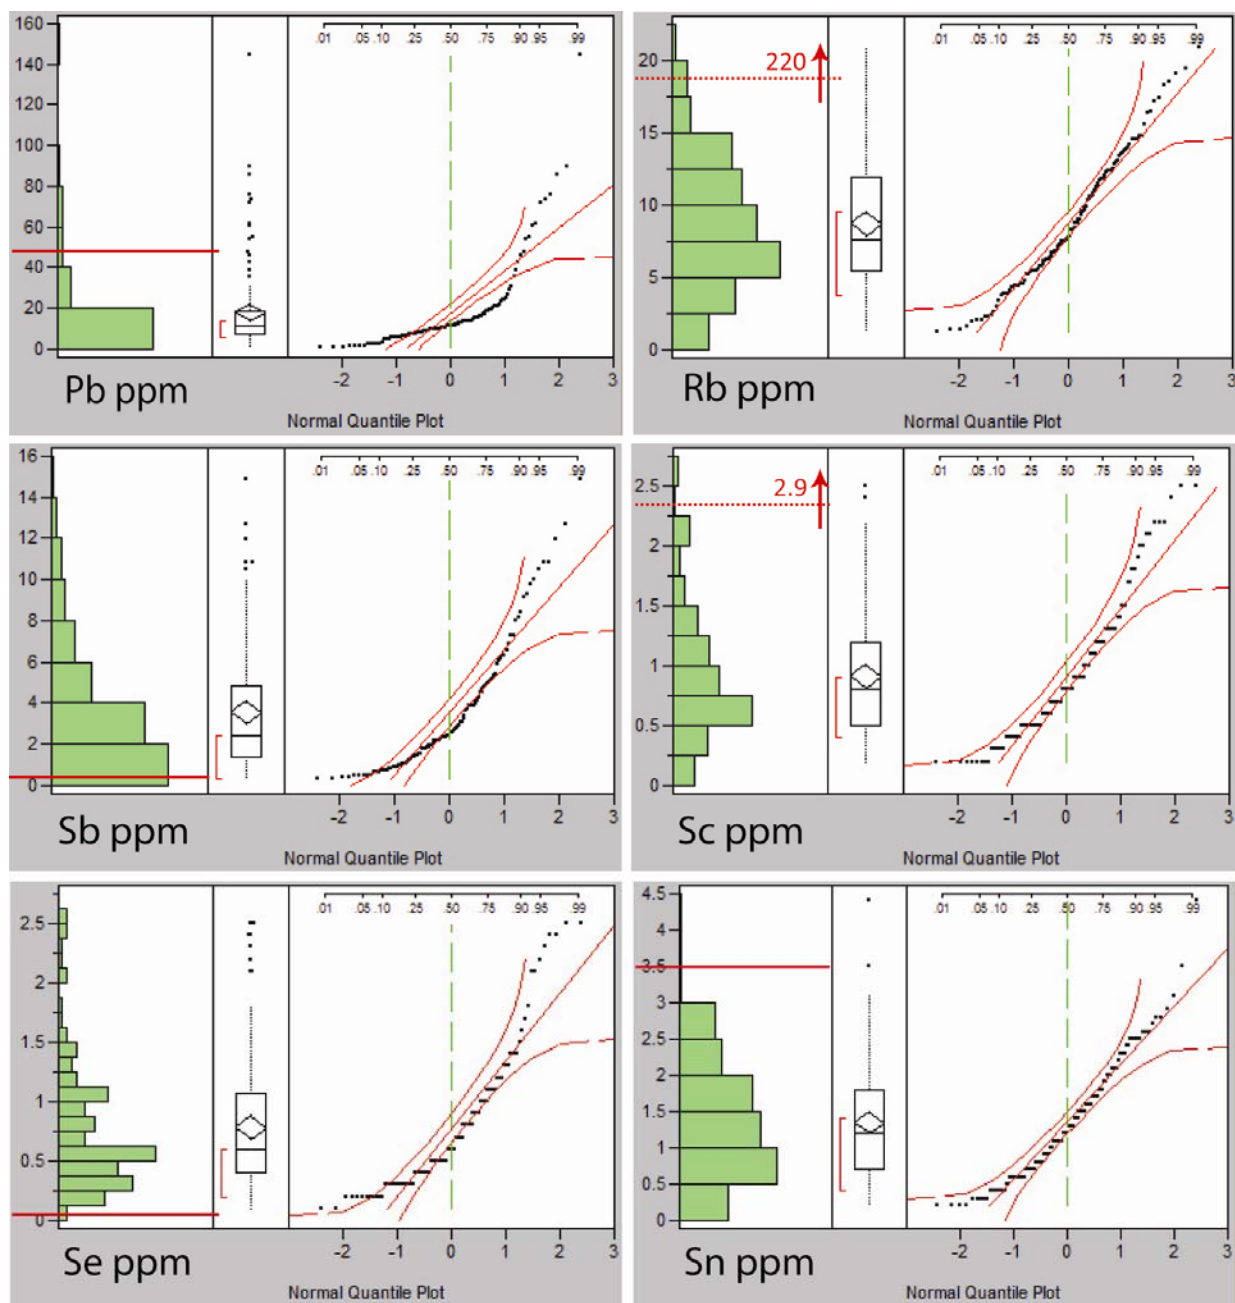 160
140
120
100
80
60
40
20
0
.01 .05 .10 .25 .50 .75 .90 .95 .99
-2 -1 0 1 2 3
Pb ppm
Normal Quantile Plot
20
15
10
5
0
220
.01 .05 .10 .25 .50 .75 .90 .95 .99
-2 -1 0 1 2 3
Rb ppm
Normal Quantile Plot
16
14
12
10
8
6
4
2
0
.01 .05 .10 .25 .50 .75 .90 .95 .99
-2 -1 0 1 2 3
Sb ppm
Normal Quantile Plot
2.5
2
1.5
1
0.5
0
2.9
.01 .05 .10 .25 .50 .75 .90 .95 .99
-2 -1 0 1 2 3
Sc ppm
Normal Quantile Plot
2.5
2
1.5
1
0.5
0
.01 .05 .10 .25 .50 .75 .90 .95 .99
-2 -1 0 1 2 3
Se ppm
Normal Quantile Plot
4.5
4
3.5
3
2.5
2
1.5
1
0.5
0
.01 .05 .10 .25 .50 .75 .90 .95 .99
-2 -1 0 1 2 3
Sn ppm
Normal Quantile Plot